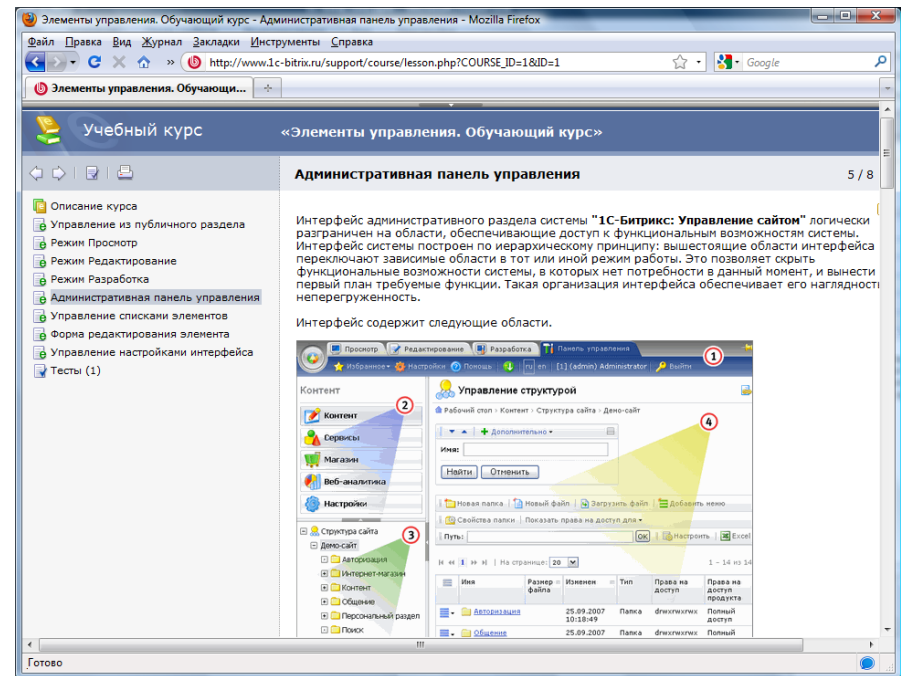 Элементы управления. Обучающий курс - Административная панель управления - Mozilla Firefox
Файл Правка Вид Журнал Закладки Инструменты Справка
http://www.1c-bitrix.ru/support/course/lesson.php?COURSE_ID=1&ID=1
Google
Элементы управления. Обучающи...
Учебный курс
«Элементы управления. Обучающий курс»
Административная панель управления
5 / 8
Описание курса
Управление из публичного раздела
Режим Просмотр
Режим Редактирование
Режим Разработка
Административная панель управления
Управление списками элементов
Форма редактирования элемента
Управление настройками интерфейса
Тесты (1)
Интерфейс административного раздела системы "1С-Битрикс: Управление сайтом" логически
разграничен на области, обеспечивающие доступ к функциональным возможностям системы.
Интерфейс системы построен по иерархическому принципу: вышестоящие области интерфейса
переключают зависимые области в тот или иной режим работы. Это позволяет скрыть
функциональные возможности системы, в которых нет потребности в данный момент, и вынести
первый план требуемые функции. Такая организация интерфейса обеспечивает его наглядност
неперегруженность.
Интерфейс содержит следующие области.
Просмотр Редактирование Разработка Панель управления
1
Избранное Настройки Помощь ru en [1] (admin) Administrator Выйти
Контент
2
Контент
Сервисы
Магазин
Веб-аналитика
Настройки
3
Структура сайта
Демо-сайт
Авторизация
Интернет-магазин
Контент
Общение
Персональный раздел
Поиск
Управление структурой
Рабочий стол › Контент › Структура сайта › Демо-сайт
4
Дополнительно
Имя:
Найти Отменить
Новая папка Новый файл Загрузить файл Добавить меню
Свойства папки Показать права на доступ для
Путь: OK Настроить Excel
1 На странице: 20 1 - 14 из 14
Имя Размер файла Изменен Тип Права на доступ Права на доступ продукта
Авторизация 25.09.2007 10:18:49 Папка drwxrwxrwx Полный доступ
Общение 25.09.2007 Папка drwxrwxrwx Полный
Готово